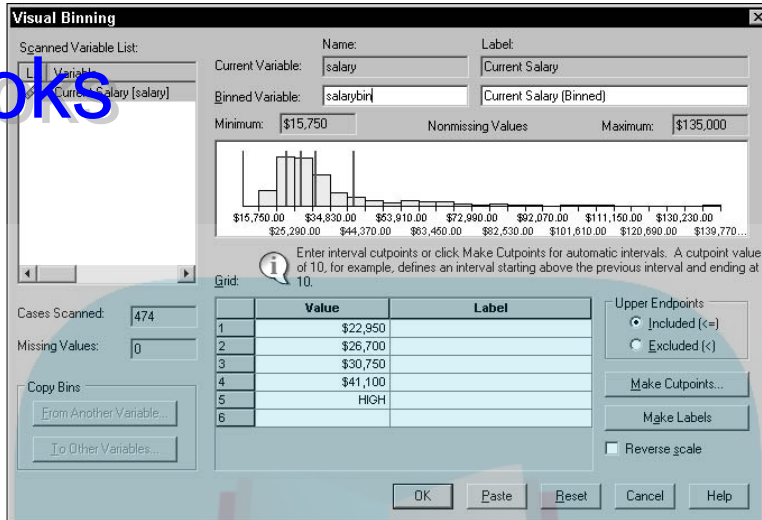 Visual Binning
Scanned Variable List:
Name:
Label:
Current Variable:
salary
Current Salary
Variable
Current Salary [salary]
oks
Binned Variable:
salarybin
Current Salary (Binned)
Minimum:
$15,750
Nonmissing Values
Maximum:
$135,000
$15,750.00 $34,830.00 $53,910.00 $72,990.00 $92,070.00 $111,150.00 $130,230.00
$25,290.00 $44,370.00 $63,450.00 $82,530.00 $101,610.00 $120,690.00 $139,770...
Enter interval cutpoints or click Make Cutpoints for automatic intervals. A cutpoint value
of 10, for example, defines an interval starting above the previous interval and ending at
10.
Grid:
Value
Label
1 $22,950
2 $26,700
3 $30,750
4 $41,100
5 HIGH
6
Upper Endpoints
Included (<=)
Excluded (<)
Cases Scanned:
474
Missing Values:
0
Copy Bins
From Another Variable...
To Other Variables...
Make Cutpoints...
Make Labels
Reverse scale
OK
Paste
Reset
Cancel
Help